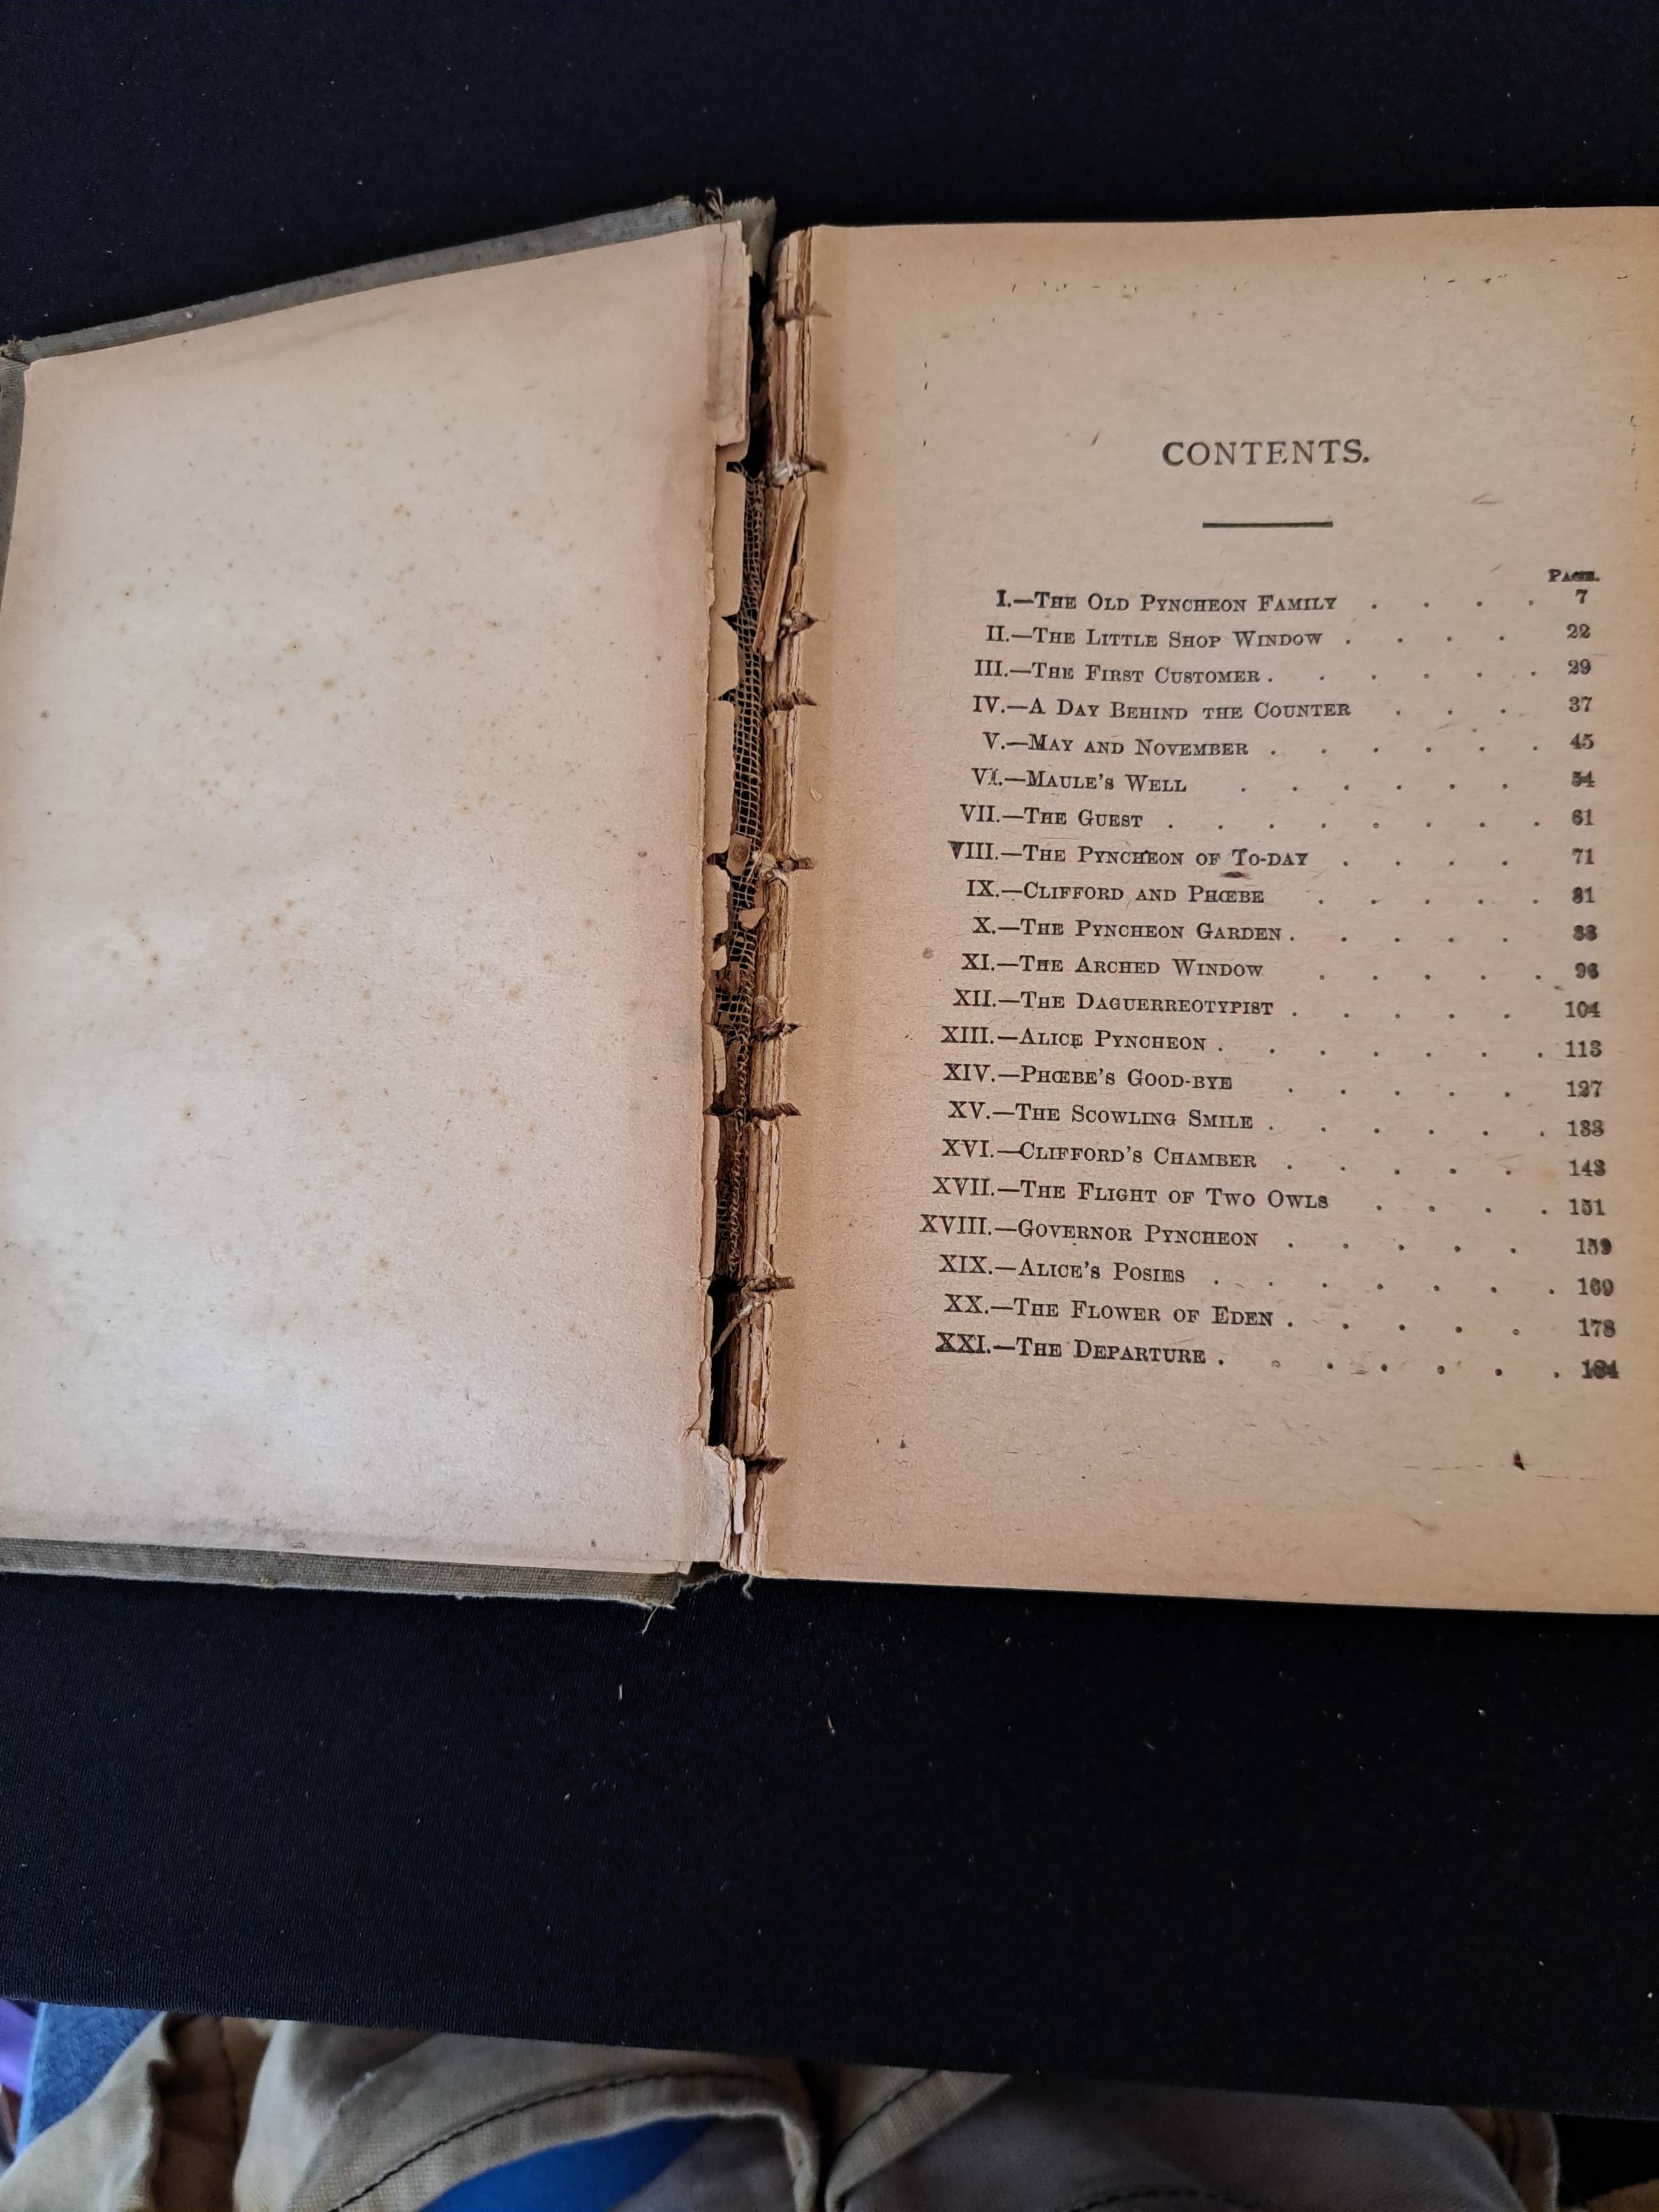 CONTENTS.
PAGE.
I.—THE OLD PYNCHEON FAMILY . . . . 7
II.—THE LITTLE SHOP WINDOW . . . . 22
III.—THE FIRST CUSTOMER . . . . . . 29
IV.—A DAY BEHIND THE COUNTER . . . 37
V.—MAY AND NOVEMBER . . . . . . 45
VI.—MAULE'S WELL . . . . . . 54
VII.—THE GUEST . . . . . . . . 61
VIII.—THE PYNCHEON OF TO-DAY . . . . 71
IX.—CLIFFORD AND PHŒBE . . . . . 81
X.—THE PYNCHEON GARDEN . . . . . 88
XI.—THE ARCHED WINDOW . . . . . 96
XII.—THE DAGUERREOTYPIST . . . . . 104
XIII.—ALICE PYNCHEON . . . . . . . 113
XIV.—PHŒBE'S GOOD-BYE . . . . . 127
XV.—THE SCOWLING SMILE . . . . . . 133
XVI.—CLIFFORD'S CHAMBER . . . . . 143
XVII.—THE FLIGHT OF TWO OWLS . . . . 151
XVIII.—GOVERNOR PYNCHEON . . . . . 159
XIX.—ALICE'S POSIES . . . . . . . 169
XX.—THE FLOWER OF EDEN . . . . . 178
XXI.—THE DEPARTURE . . . . . . . 184